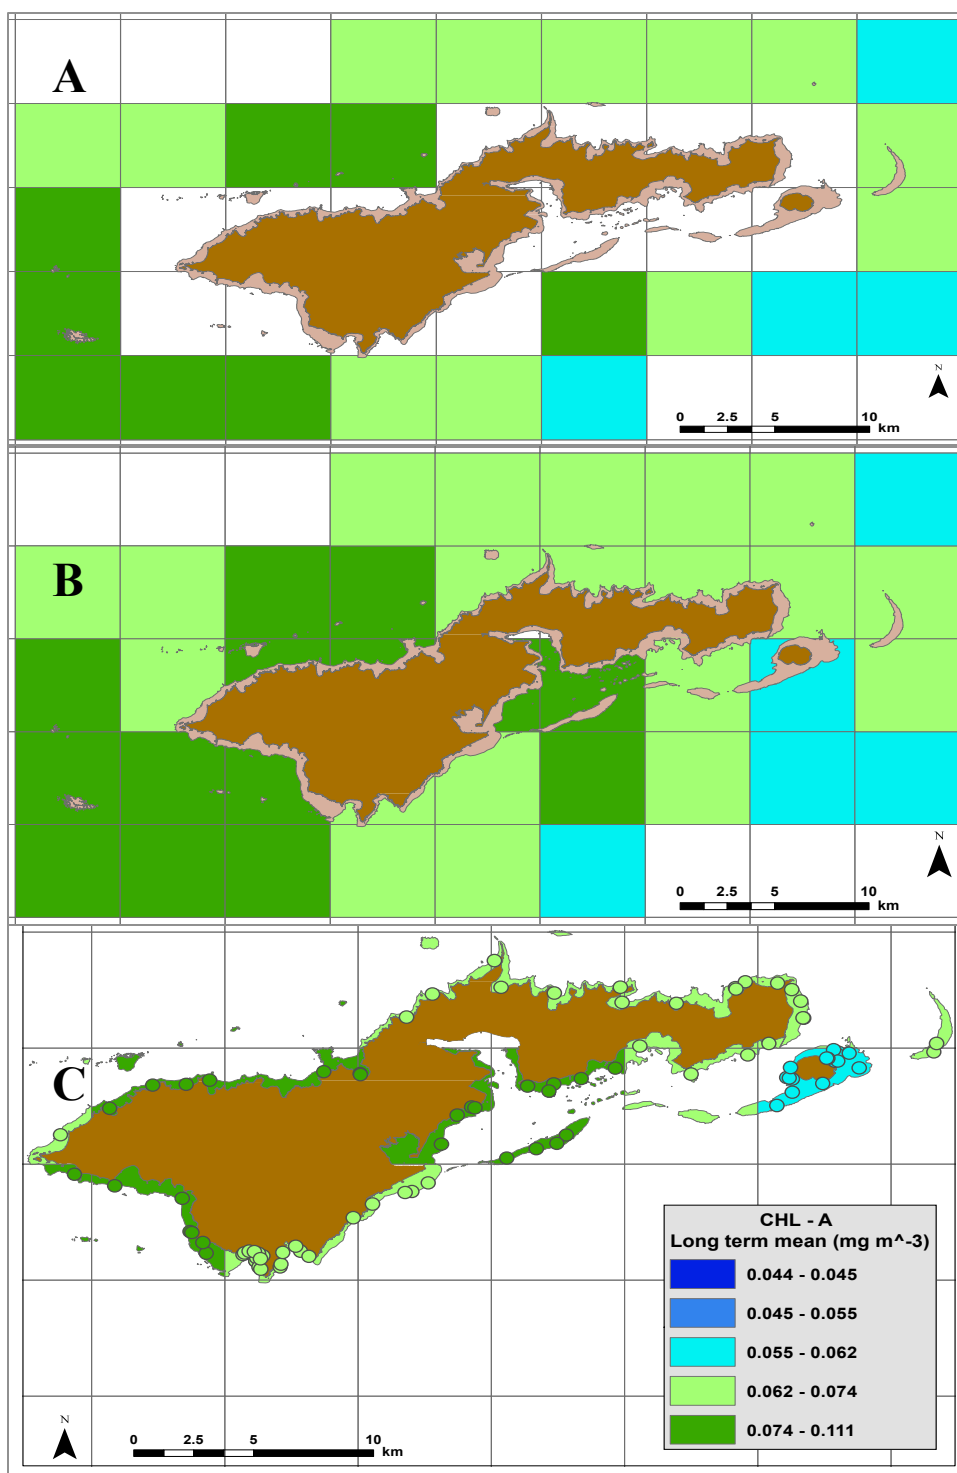 A
N
0 2.5 5 10
km
B
N
0 2.5 5 10
km
C
CHL - A
Long term mean (mg m^-3)
0.044 - 0.045
0.045 - 0.055
0.055 - 0.062
0.062 - 0.074
0.074 - 0.111
N
0 2.5 5 10
km